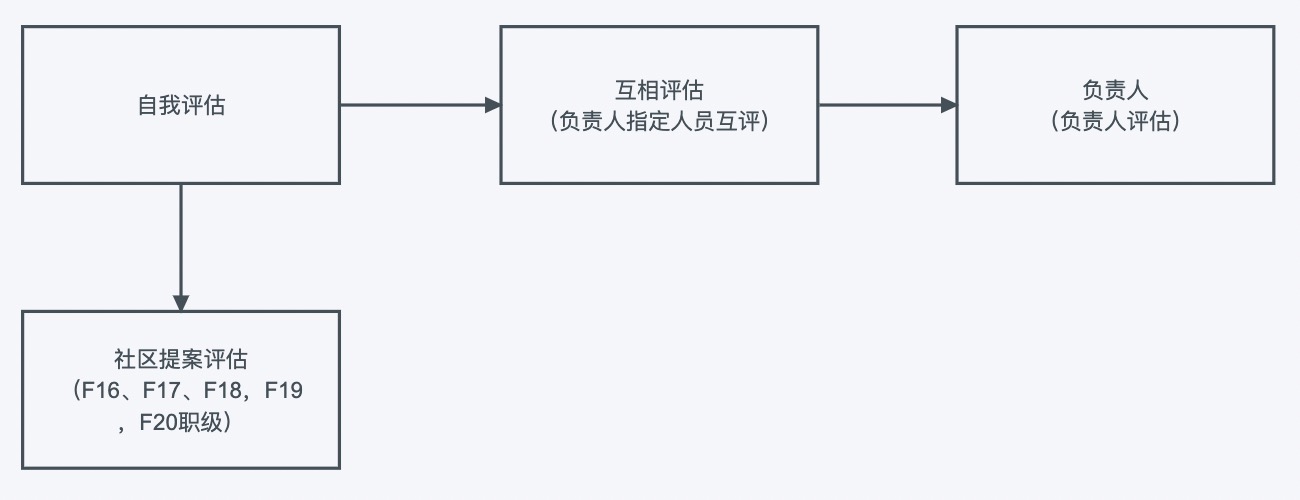 自我评估
互相评估
（负责人指定人员互评）
负责人
（负责人评估）
社区提案评估
（F16、F17、F18，F19
，F20职级）